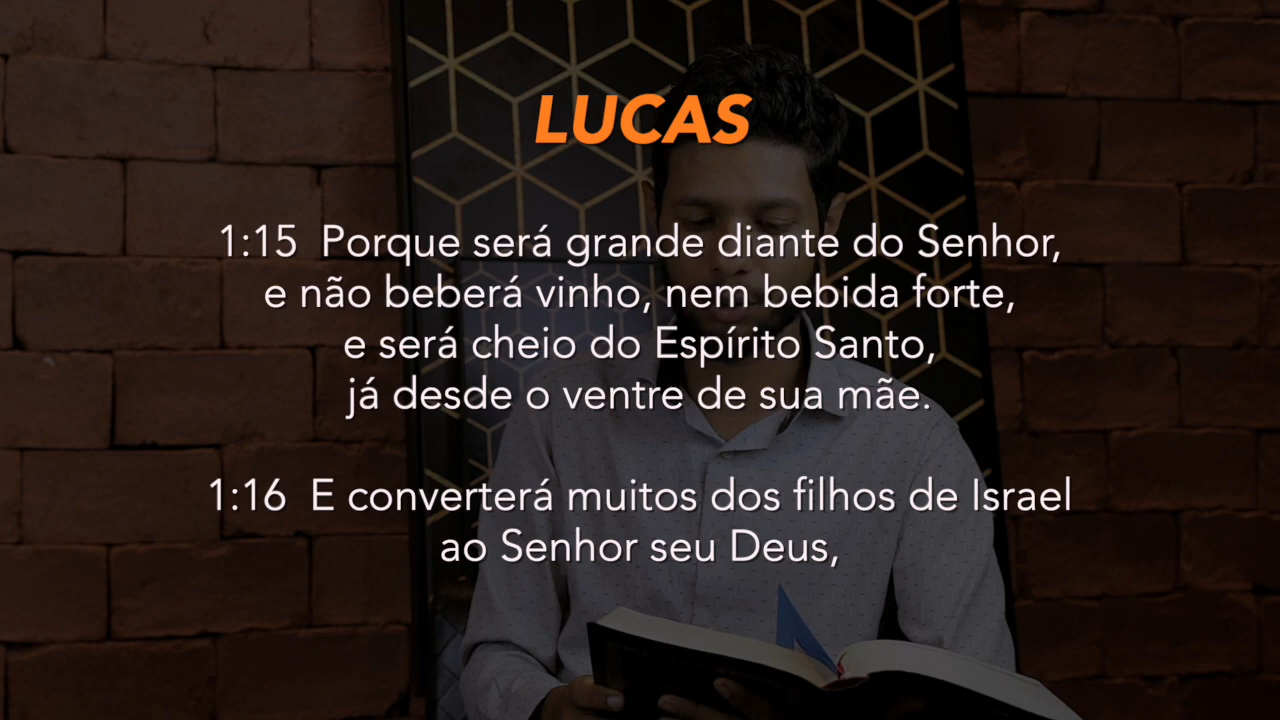 LUCAS
1:15 Porque será grande diante do Senhor,
e não beberá vinho, nem bebida forte,
e será cheio do Espírito Santo,
já desde o ventre de sua mãe.
1:16 E converterá muitos dos filhos de Israel
ao Senhor seu Deus,